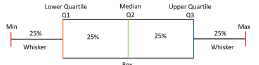 Lower Quartile Median Upper Quartile
Min Q1 Q2 Q3 Max
25% 25% 25% 25%
Whisker Whisker
Box